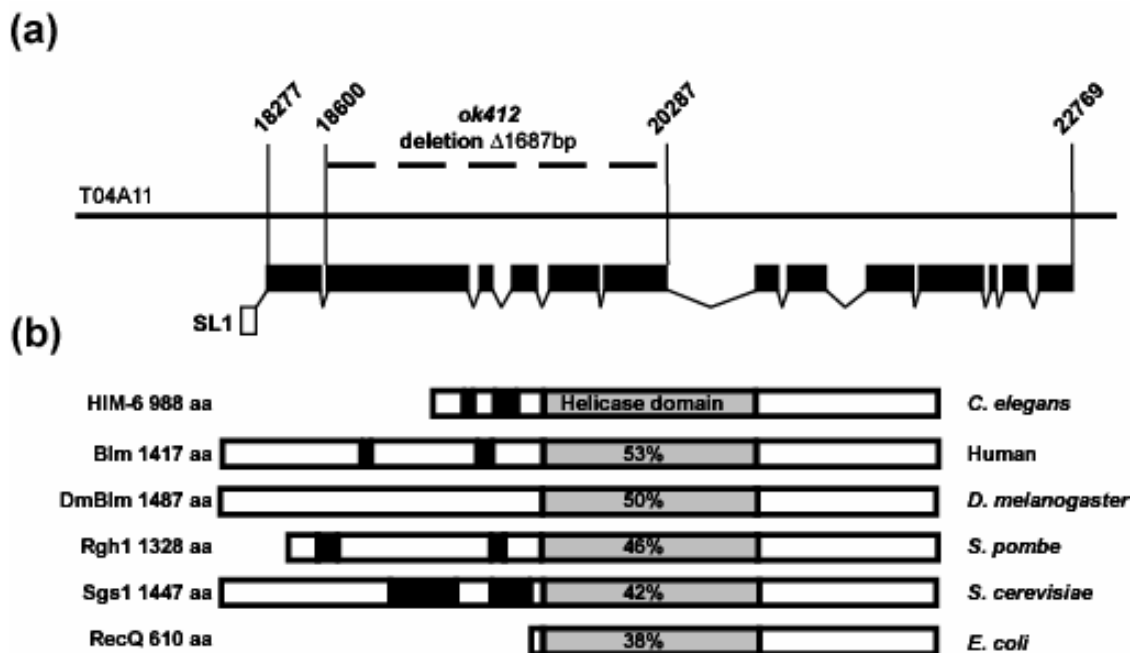 (a)
18277
18600
ok412
deletion Δ1687bp
20287
22769
T04A11
SL1
(b)
HIM-6 988 aa
Helicase domain
C. elegans
Blm 1417 aa
53%
Human
DmBlm 1487 aa
50%
D. melanogaster
Rgh1 1328 aa
46%
S. pombe
Sgs1 1447 aa
42%
S. cerevisiae
RecQ 610 aa
38%
E. coli